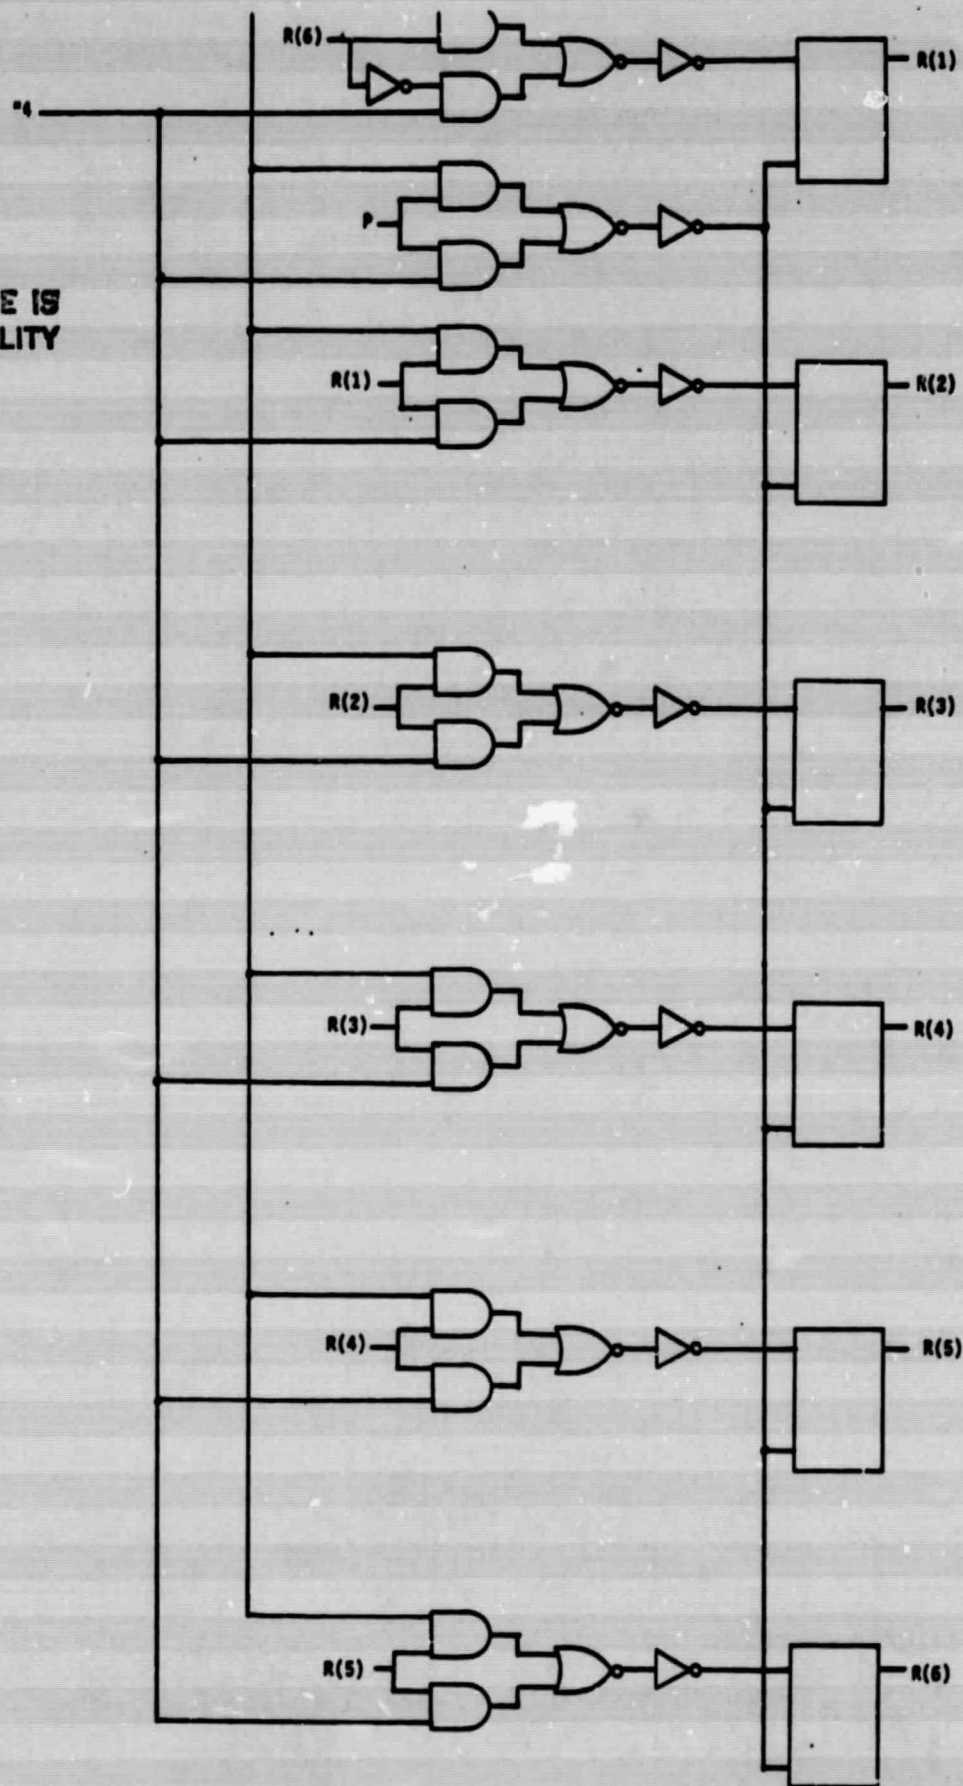 R(6)
R(1)
"4
P
E IS
LITY
R(1)
R(2)
R(2)
R(3)
R(3)
R(4)
R(4)
R(5)
R(5)
R(6)